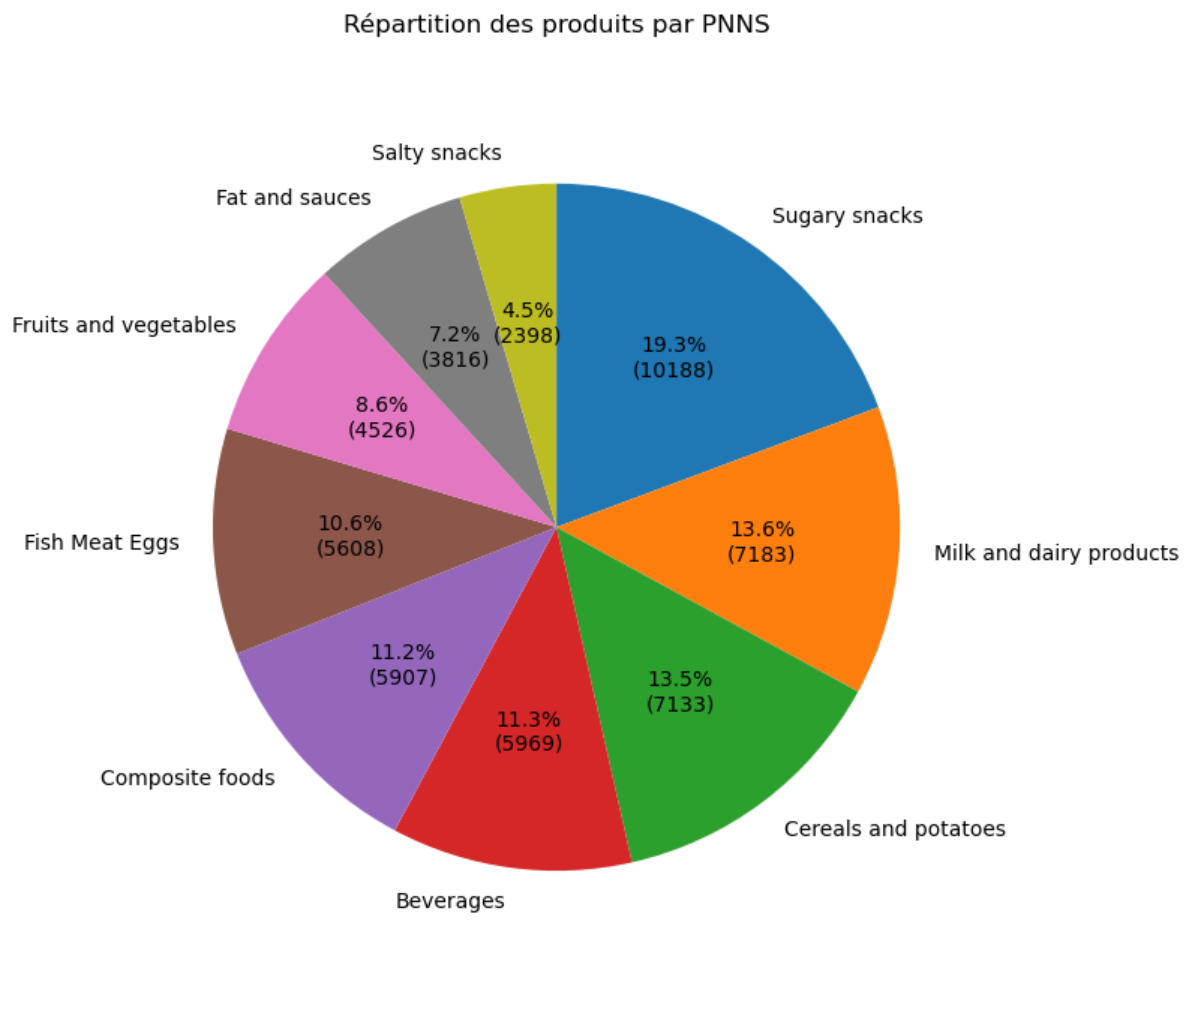 Répartition des produits par PNNS
Salty snacks
Fat and sauces
Sugary snacks
Fruits and vegetables
4.5%
(2398)
7.2%
(3816)
19.3%
(10188)
8.6%
(4526)
Fish Meat Eggs
10.6%
(5608)
13.6%
(7183)
Milk and dairy products
11.2%
(5907)
13.5%
(7133)
11.3%
(5969)
Composite foods
Cereals and potatoes
Beverages